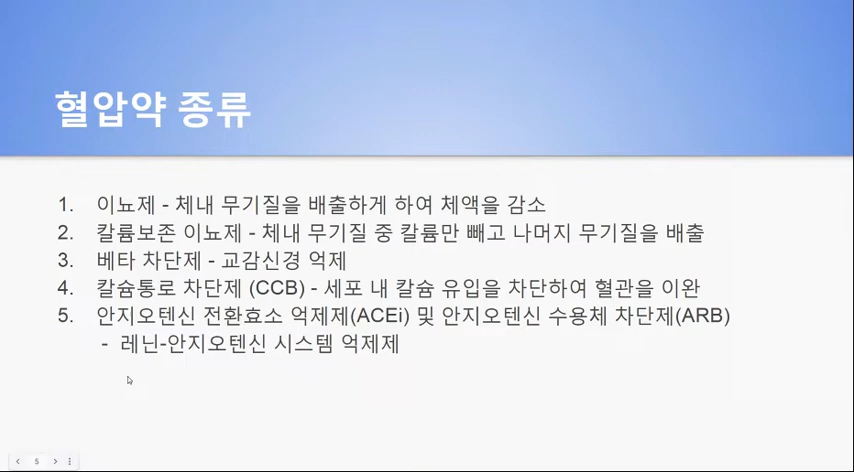 혈압약 종류
1. 이뇨제 - 체내 무기질을 배출하게 하여 체액을 감소
2. 칼륨보존 이뇨제 - 체내 무기질 중 칼륨만 빼고 나머지 무기질을 배출
3. 베타 차단제 - 교감신경 억제
4. 칼슘통로 차단제 (CCB) - 세포 내 칼슘 유입을 차단하여 혈관을 이완
5. 안지오텐신 전환효소 억제제(ACEi) 및 안지오텐신 수용체 차단제(ARB)
- 레닌-안지오텐신 시스템 억제제
5